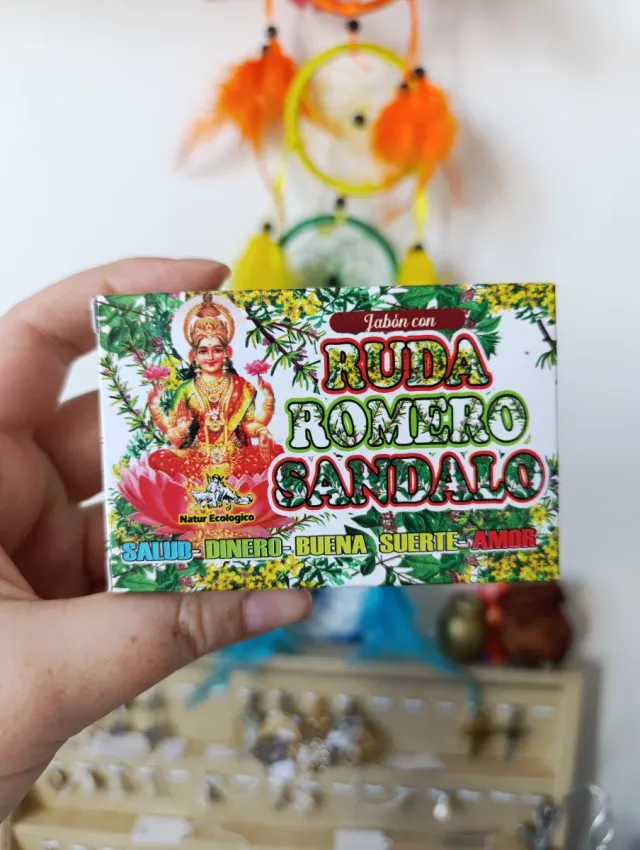 Jabón con
RUDA
ROMERO
SANDALO
Natur Ecologico
SALUD- DINERO- BUENA SUERTE- AMOR